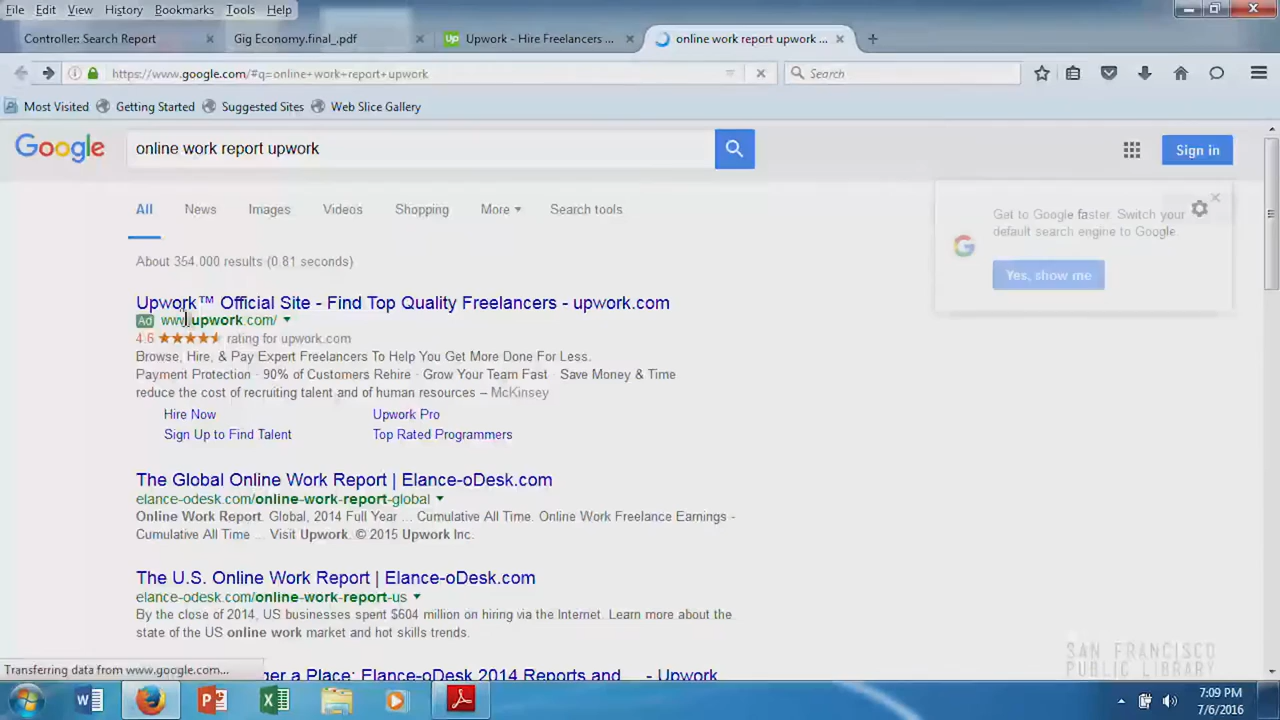 File Edit View History Bookmarks Tools Help
Controller: Search Report × Gig Economy.final_.pdf × Upwork - Hire Freelancers ... × online work report upwork ... × +
https://www.google.com/#q=online+work+report+upwork Search
Most Visited Getting Started Suggested Sites Web Slice Gallery
Google online work report upwork Sign in
All News Images Videos Shopping More Search tools
Get to Google faster. Switch your
default search engine to Google.
Yes, show me
About 354,000 results (0.81 seconds)
Upwork™ Official Site - Find Top Quality Freelancers - upwork.com
Ad www.upwork.com/
4.6 ★★★★★ rating for upwork.com
Browse, Hire, & Pay Expert Freelancers To Help You Get More Done For Less.
Payment Protection · 90% of Customers Rehire · Grow Your Team Fast · Save Money & Time
reduce the cost of recruiting talent and of human resources – McKinsey
Hire Now Upwork Pro
Sign Up to Find Talent Top Rated Programmers
The Global Online Work Report | Elance-oDesk.com
elance-odesk.com/online-work-report-global
Online Work Report. Global, 2014 Full Year ... Cumulative All Time. Online Work Freelance Earnings -
Cumulative All Time ... Visit Upwork. © 2015 Upwork Inc.
The U.S. Online Work Report | Elance-oDesk.com
elance-odesk.com/online-work-report-us
By the close of 2014, US businesses spent $604 million on hiring via the Internet. Learn more about the
state of the US online work market and hot skills trends.
Transferring data from www.google.com...
her a Place: Elance-oDesk 2014 Reports and ... - Upwork
SAN FRANCISCO
PUBLIC LIBRARY
7:09 PM
7/6/2016